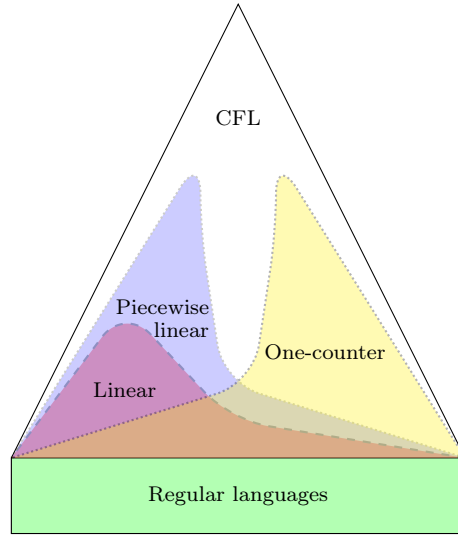 CFL
Piecewise
linear
One-counter
Linear
Regular languages